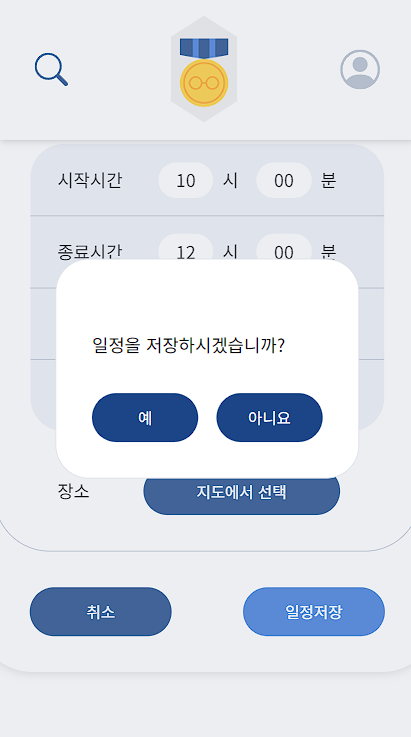 시작시간 10 시 00 분
종료시간 12 시 00 분
일정을 저장하시겠습니까?
예 아니요
장소 지도에서 선택
취소 일정저장